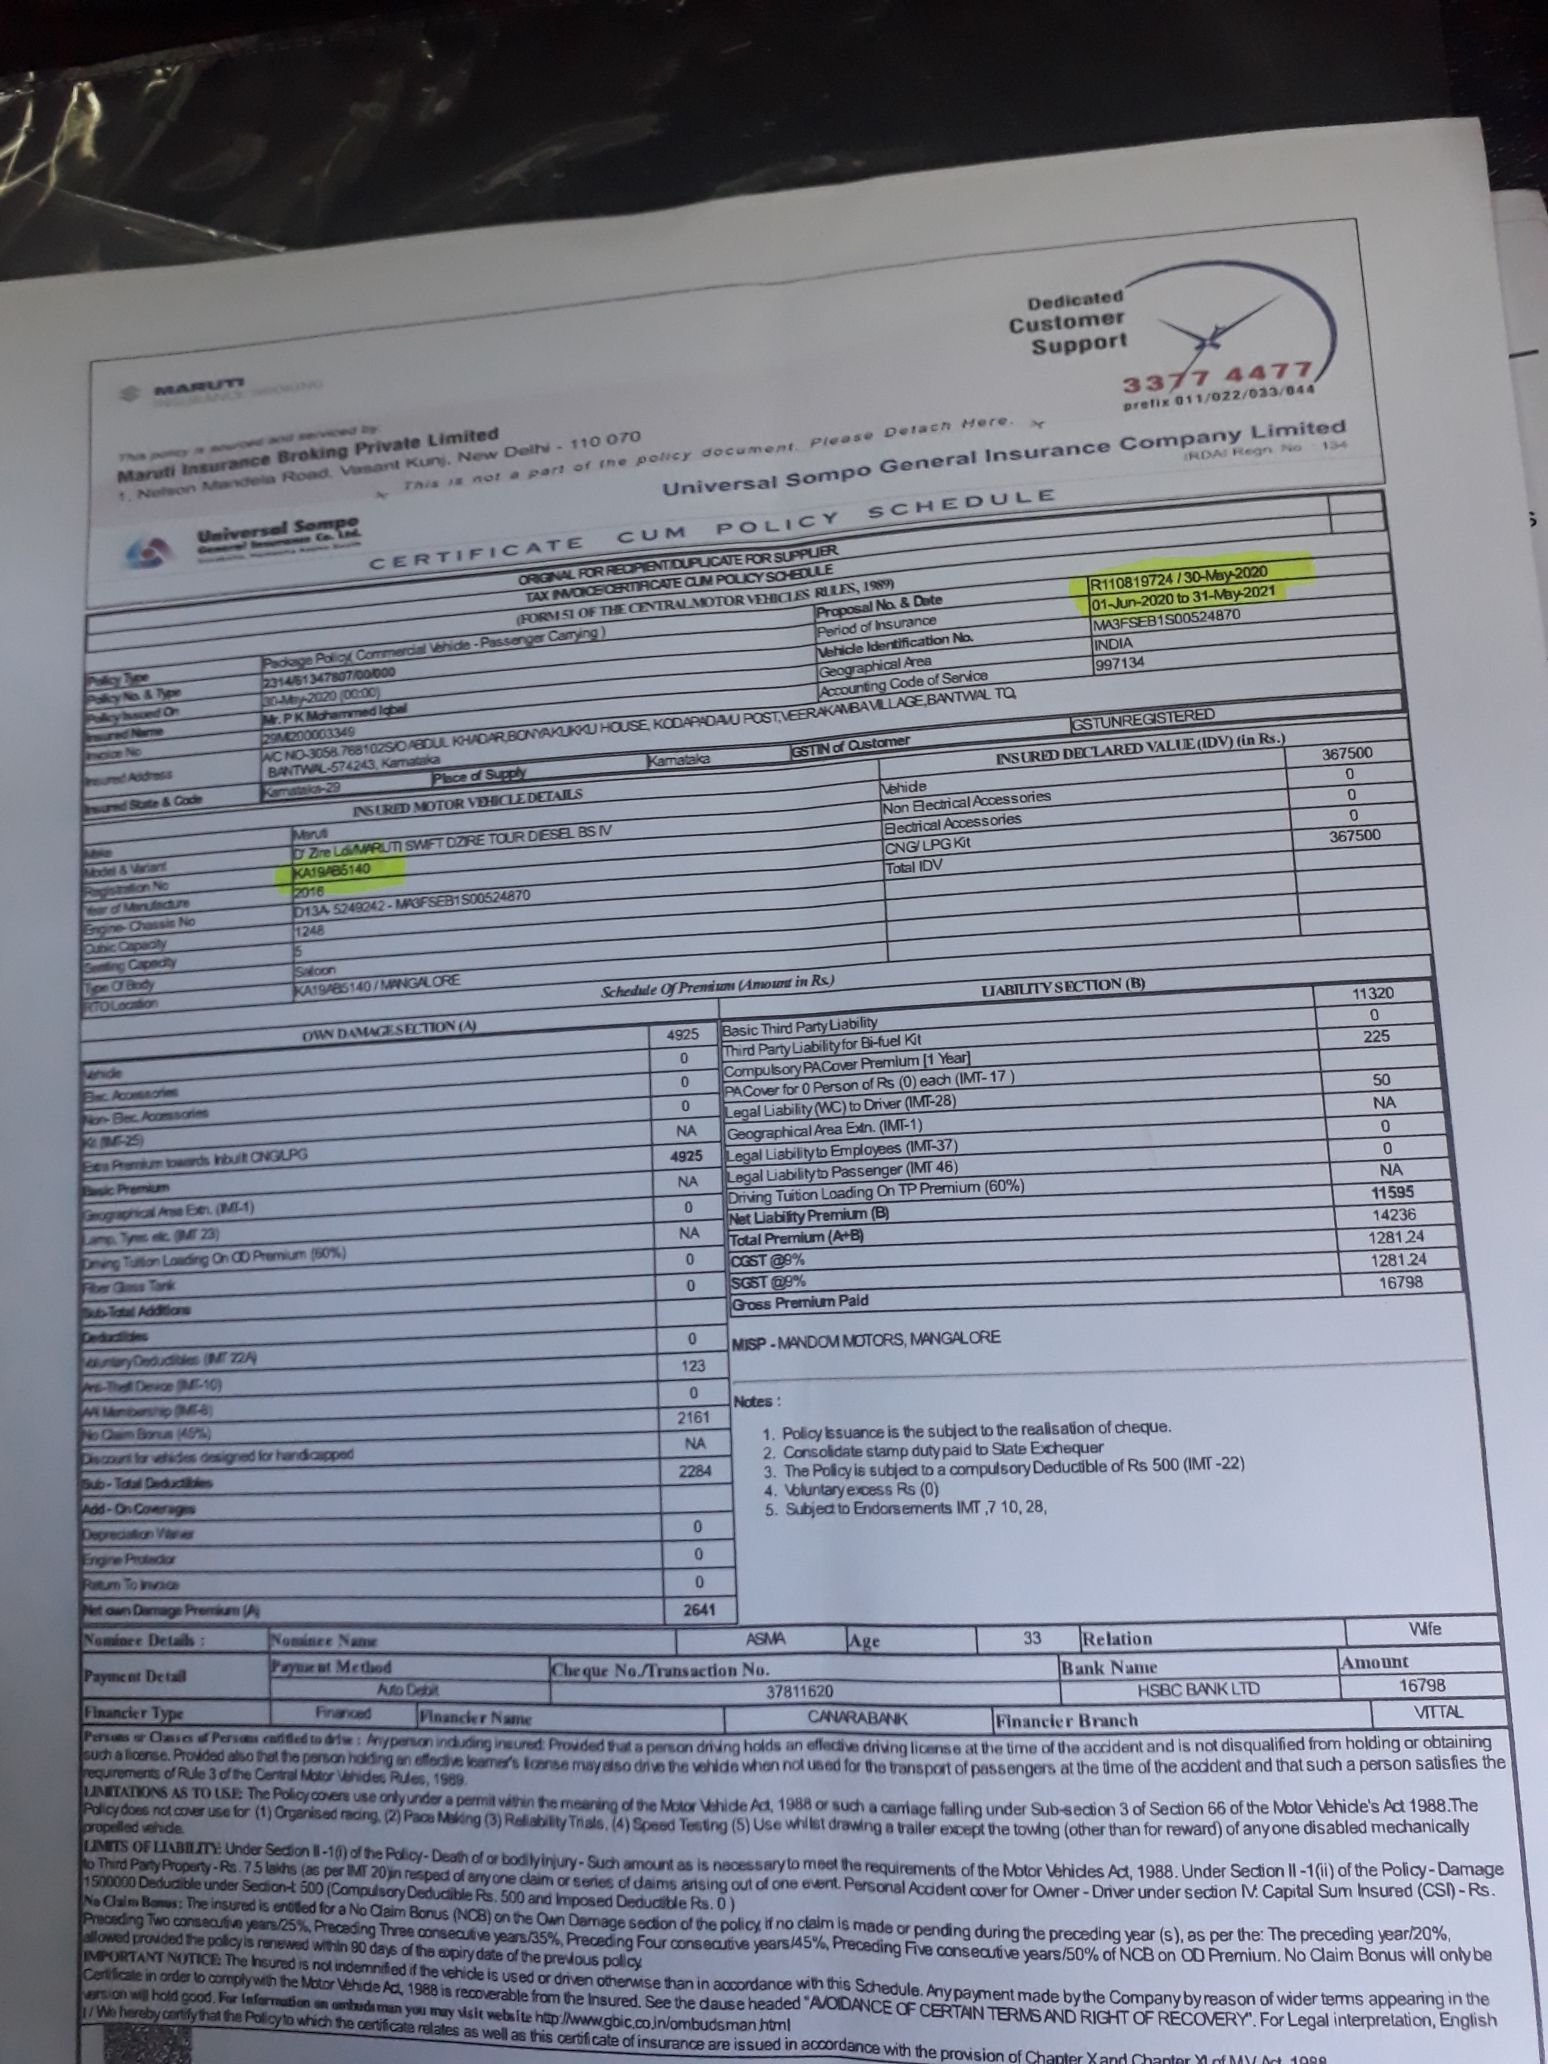 Dedicated
Customer
Support
3377 4477
prefix 011/022/033/044
MARUTI
INSURANCE BROKING
This policy is sourced and serviced by:
Maruti Insurance Broking Private Limited
1, Nelson Mandela Road, Vasant Kunj, New Delhi - 110 070
This is not a part of the policy document. Please Detach Here.
Universal Sompo General Insurance Company Limited
IRDAI Regn. No 134
Universal Sompo
General Insurance Co. Ltd.
CERTIFICATE CUM POLICY SCHEDULE
ORIGINAL FOR RECIPIENT/DUPLICATE FOR SUPPLIER
TAX INVOICE/CERTIFICATE CUM POLICY SCHEDULE
(FORM 51 OF THE CENTRAL MOTOR VEHICLES RULES, 1989)
Policy Type Package Policy( Commercial Vehicle - Passenger Carrying ) Proposal No. & Date R110819724 / 30-May-2020
Policy No. & Type 2314/61347807/00/000 Period of Insurance 01-Jun-2020 to 31-May-2021
Policy Issued On 30-May-2020 (00:00) Vehicle Identification No. MA3FSEB1S00524870
Insured Name Mr. P K Mohammed Iqbal Geographical Area INDIA
Invoice No 29M200003349 Accounting Code of Service 997134
Insured Address A/C NO-3058.768102S/O ABDUL KHADAR,BONYAKUKKU HOUSE, KODAPADAVU POST,VEERAKAMBA VILLAGE,BANTWAL TQ,
BANTWAL-574243, Karnataka
Insured State & Code Karnataka-29 Place of Supply Karnataka GSTIN of Customer GSTUNREGISTERED
INSURED MOTOR VEHICLE DETAILS INSURED DECLARED VALUE (IDV) (in Rs.)
Make Maruti Vehicle 367500
Model & Variant D' Zire Ldi/MARUTI SWIFT DZIRE TOUR DIESEL BS IV Non Electrical Accessories 0
Registration No KA19AB5140 Electrical Accessories 0
Year of Manufacture 2016 CNG/ LPG Kit 0
Engine- Chassis No D13A- 5249242 - MA3FSEB1S00524870 Total IDV 367500
Cubic Capacity 1248
Seating Capacity 5
Type Of Body Saloon
RTO Location KA19AB5140 / MANGALORE
Schedule Of Premium (Amount in Rs.)
OWN DAMAGE SECTION (A)
Vehicle 4925
Elec. Accessories 0
Non- Elec. Accessories 0
Kit (IMT-25) 0
Extra Premium towards Inbuilt CNG/LPG NA
Basic Premium 4925
Geographical Area Extn. (IMT-1) NA
Lamp, Tyres etc. (IMT 23) 0
Driving Tuition Loading On OD Premium (60%) NA
Fiber Glass Tank 0
Sub-Total Additions 0
Deductibles
Voluntary Deductibles (IMT 22A) 0
Anti-Theft Device (IMT-10) 123
AAI Membership (IMT-8) 0
No Claim Bonus (45%) 2161
Discount for vehicles designed for handicapped NA
Sub - Total Deductibles 2284
Add - On Coverages
Depreciation Waiver 0
Engine Protector 0
Return To Invoice 0
Net own Damage Premium (A) 2641
LIABILITY SECTION (B)
Basic Third Party Liability 11320
Third Party Liability for Bi-fuel Kit 0
Compulsory PA Cover Premium [1 Year] 225
PA Cover for 0 Person of Rs (0) each (IMT- 17 )
Legal Liability (WC) to Driver (IMT-28) 50
Geographical Area Extn. (IMT-1) NA
Legal Liability to Employees (IMT-37) 0
Legal Liability to Passenger (IMT 46) 0
Driving Tuition Loading On TP Premium (60%) NA
Net Liability Premium (B) 11595
Total Premium (A+B) 14236
CGST @9% 1281.24
SGST @9% 1281.24
Gross Premium Paid 16798
MISP - MANDOVI MOTORS, MANGALORE
Notes :
1. Policy Issuance is the subject to the realisation of cheque.
2. Consolidate stamp duty paid to State Exchequer
3. The Policy is subject to a compulsory Deductible of Rs 500 (IMT -22)
4. Voluntary excess Rs (0)
5. Subject to Endorsements IMT ,7 10, 28,
Nominee Details : Nominee Name ASMA Age 33 Relation Wife
Payment Detail Payment Method Cheque No./Transaction No. Bank Name Amount
Auto Debit 37811620 HSBC BANK LTD 16798
Financier Type Financed Financier Name CANARA BANK Financier Branch VITTAL
Persons or Classes of Persons entitled to drive : Any person including insured: Provided that a person driving holds an effective driving license at the time of the accident and is not disqualified from holding or obtaining
such a license. Provided also that the person holding an effective learner's license may also drive the vehicle when not used for the transport of passengers at the time of the accident and that such a person satisfies the
requirements of Rule 3 of the Central Motor Vehicles Rules, 1989.
LIMITATIONS AS TO USE: The Policy covers use only under a permit within the meaning of the Motor Vehicle Act, 1988 or such a carriage falling under Sub-section 3 of Section 66 of the Motor Vehicle's Act 1988.The
Policy does not cover use for: (1) Organised racing, (2) Pace Making (3) Reliability Trials, (4) Speed Testing (5) Use whilst drawing a trailer except the towing (other than for reward) of any one disabled mechanically
propelled vehicle.
LIMITS OF LIABILITY: Under Section II -1(i) of the Policy - Death of or bodily injury - Such amount as is necessary to meet the requirements of the Motor Vehicles Act, 1988. Under Section II -1(ii) of the Policy - Damage
to Third Party Property - Rs. 7.5 lakhs (as per IMT 20)in respect of any one claim or series of claims arising out of one event. Personal Accident cover for Owner - Driver under section IV: Capital Sum Insured (CSI) - Rs.
1500000 Deductible under Section-I: 500 (Compulsory Deductible Rs. 500 and Imposed Deductible Rs. 0 )
No Claim Bonus: The insured is entitled for a No Claim Bonus (NCB) on the Own Damage section of the policy, if no claim is made or pending during the preceding year (s), as per the: The preceding year/20%,
Preceding Two consecutive years/25%, Preceding Three consecutive years/35%, Preceding Four consecutive years/45%, Preceding Five consecutive years/50% of NCB on OD Premium. No Claim Bonus will only be
allowed provided the policy is renewed within 90 days of the expiry date of the previous policy.
IMPORTANT NOTICE: The Insured is not indemnified if the vehicle is used or driven otherwise than in accordance with this Schedule. Any payment made by the Company by reason of wider terms appearing in the
Certificate in order to comply with the Motor Vehicle Act, 1988 is recoverable from the Insured. See the clause headed "AVOIDANCE OF CERTAIN TERMS AND RIGHT OF RECOVERY". For Legal interpretation, English
version will hold good. For Information on ombudsman you may visit website http://www.gbic.co.in/ombudsman.html
I / We hereby certify that the Policy to which the certificate relates as well as this certificate of insurance are issued in accordance with the provision of Chapter X and Chapter XI of M.V. Act, 1988